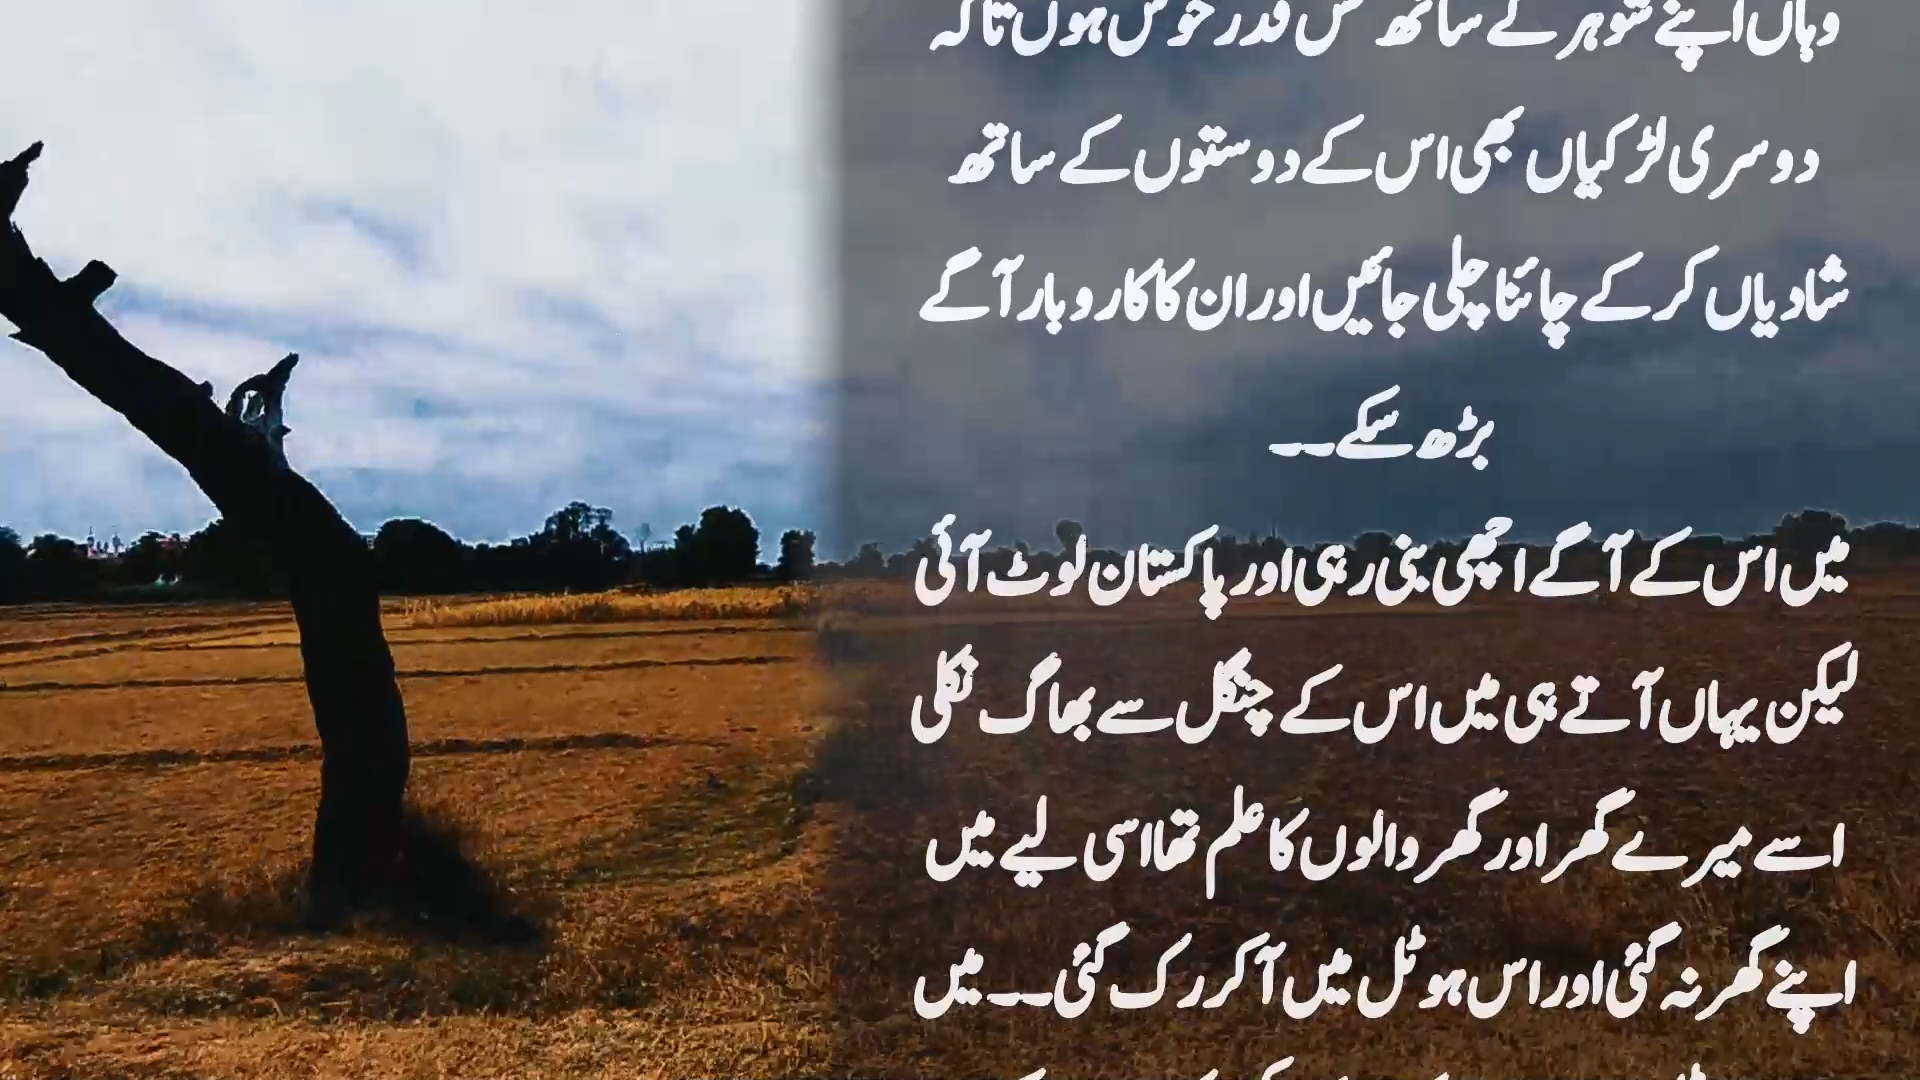 وہاں اپنے شوہر کے ساتھ کس قدر خوش ہوں تاکہ
دوسری لڑکیاں بھی اس کے دوستوں کے ساتھ
شادیاں کر کے چائنا چلی جائیں اور ان کا کاروبار آگے
بڑھ سکے۔۔
میں اس کے آگے اچھی بنی رہی اور پاکستان لوٹ آئی
لیکن یہاں آتے ہی میں اس کے چنگل سے بھاگ نکلی
اسے میرے گھر اور گھر والوں کا علم تھا اسی لیے میں
اپنے گھر نہ گئی اور اس ہوٹل میں آ کر رک گئی۔۔ میں